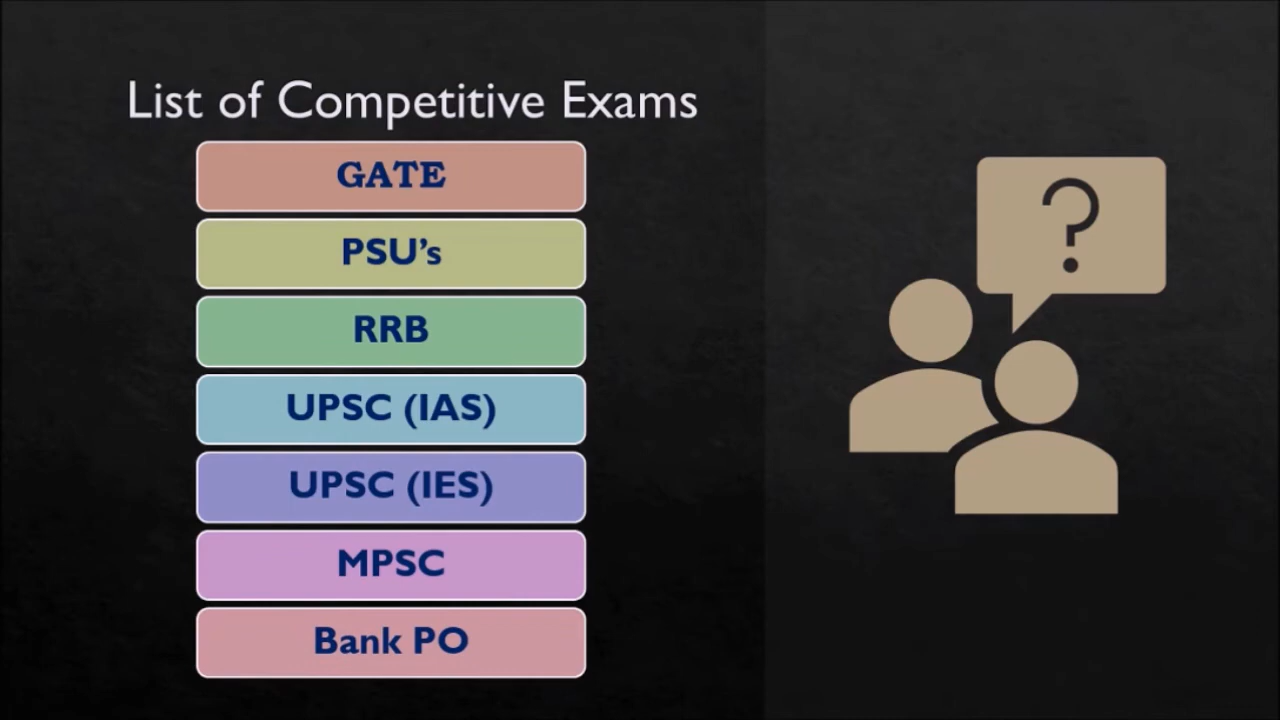 List of Competitive Exams
GATE
PSU’s
RRB
UPSC (IAS)
UPSC (IES)
MPSC
Bank PO
?